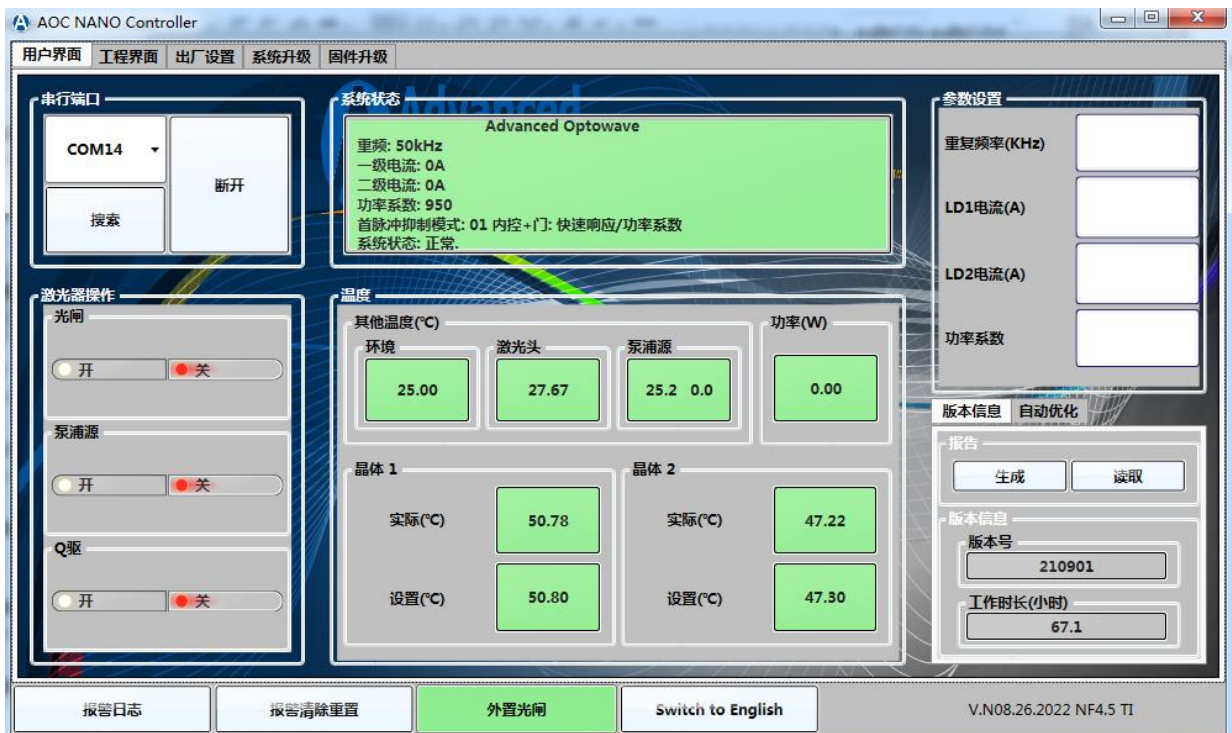 AOC NANO Controller
用户界面 工程界面 出厂设置 系统升级 固件升级
串行端口
COM14
搜索
断开
系统状态
Advanced
Advanced Optowave
重频: 50kHz
一级电流: 0A
二级电流: 0A
功率系数: 950
首脉冲抑制模式: 01 内控+门: 快速响应/功率系数
系统状态: 正常.
参数设置
重复频率(KHz)
LD1电流(A)
LD2电流(A)
功率系数
激光器操作
光闸
开 关
泵浦源
开 关
Q驱
开 关
温度
其他温度(℃)
环境 激光头 泵浦源
25.00 27.67 25.2 0.0
功率(W)
0.00
晶体 1
实际(℃) 50.78
设置(℃) 50.80
晶体 2
实际(℃) 47.22
设置(℃) 47.30
版本信息 自动优化
报告
生成 读取
版本信息
版本号
210901
工作时长(小时)
67.1
报警日志 报警清除重置 外置光闸 Switch to English V.N08.26.2022 NF4.5 TI